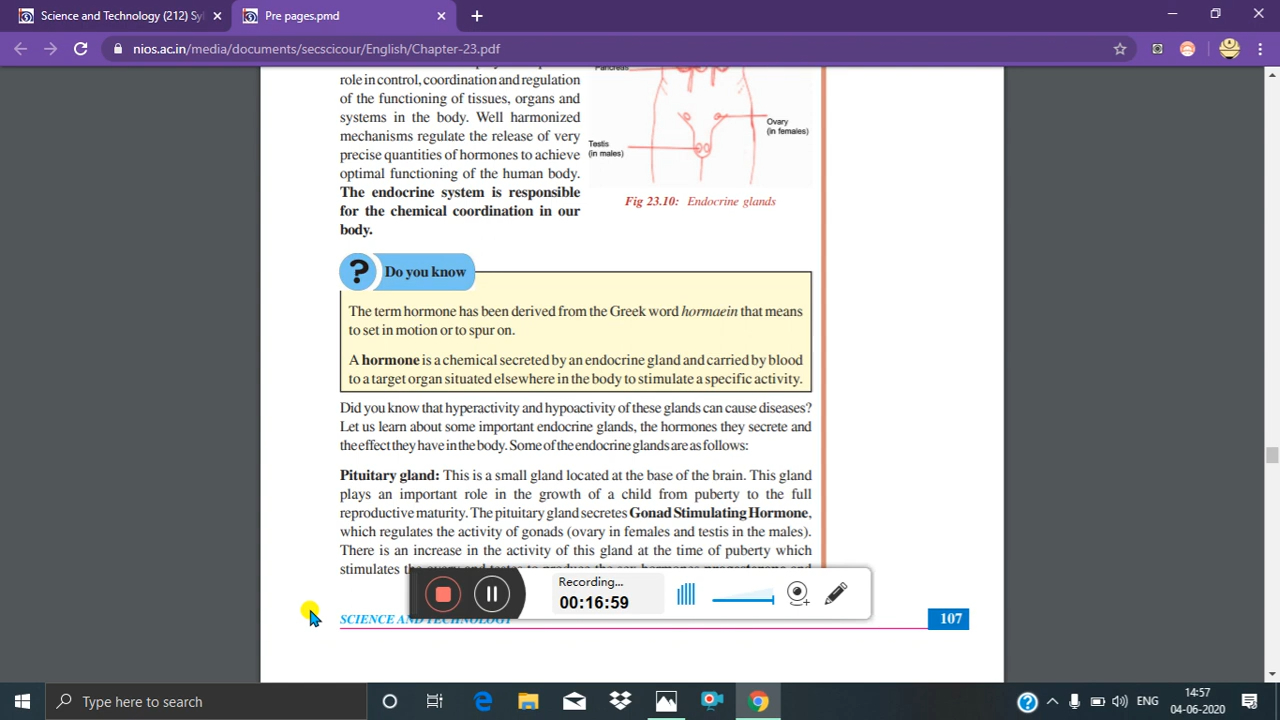 Science and Technology (212) Syl
Pre pages.pmd
nios.ac.in/media/documents/secscicour/English/Chapter-23.pdf
role in control, coordination and regulation
of the functioning of tissues, organs and
systems in the body. Well harmonized
mechanisms regulate the release of very
precise quantities of hormones to achieve
optimal functioning of the human body.
The endocrine system is responsible
for the chemical coordination in our
body.
Pancreas
Ovary
(in females)
Testis
(in males)
Fig 23.10: Endocrine glands
? Do you know
The term hormone has been derived from the Greek word hormaein that means
to set in motion or to spur on.
A hormone is a chemical secreted by an endocrine gland and carried by blood
to a target organ situated elsewhere in the body to stimulate a specific activity.
Did you know that hyperactivity and hypoactivity of these glands can cause diseases?
Let us learn about some important endocrine glands, the hormones they secrete and
the effect they have in the body. Some of the endocrine glands are as follows:
Pituitary gland: This is a small gland located at the base of the brain. This gland
plays an important role in the growth of a child from puberty to the full
reproductive maturity. The pituitary gland secretes Gonad Stimulating Hormone,
which regulates the activity of gonads (ovary in females and testis in the males).
There is an increase in the activity of this gland at the time of puberty which
stimulates
Recording...
00:16:59
SCIENCE AND TECHNOLOGY
107
Type here to search
ENG
14:57
04-06-2020